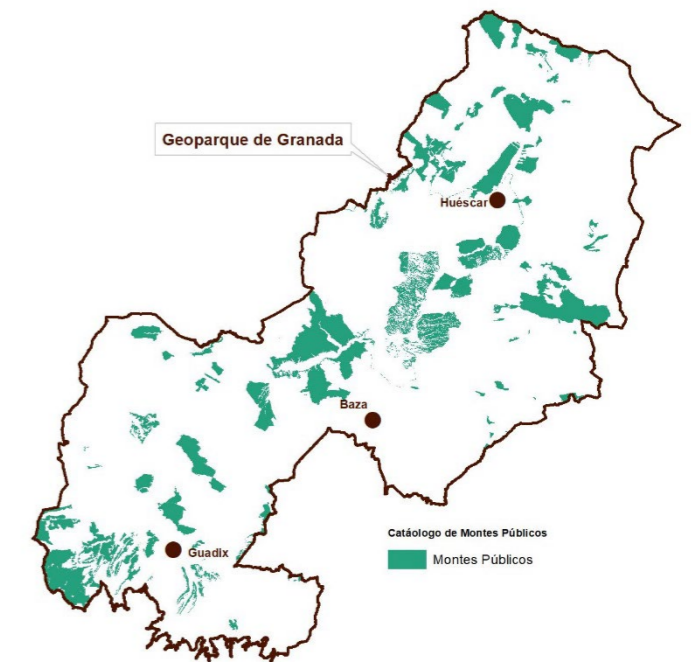 Geoparque de Granada
Huéscar
Baza
Guadix
Catáologo de Montes Públicos
Montes Públicos